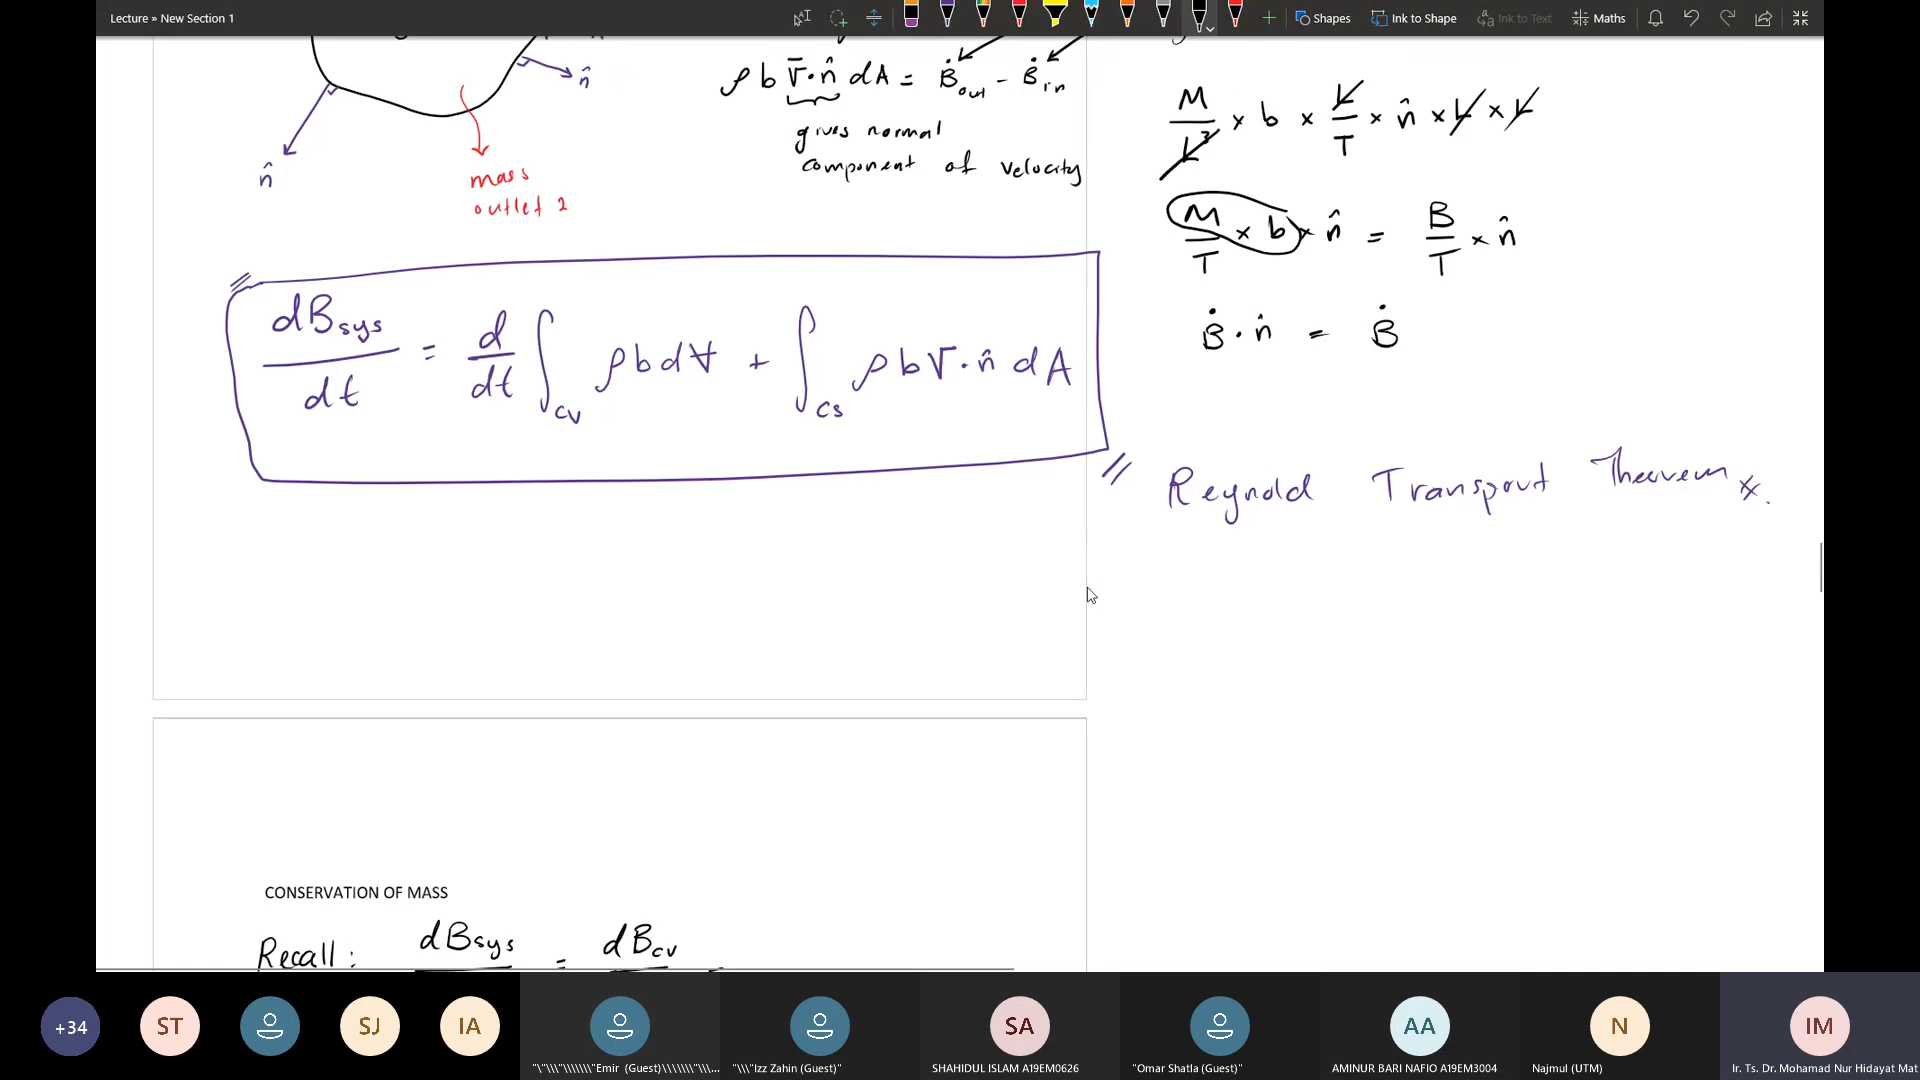 Lecture » New Section 1
Shapes
Ink to Shape
Ink to Text
Maths
n̂
n̂
mass
outlet 2
ρ b V̅·n̂ dA = Ḃout - Ḃin
gives normal
component of velocity
M/L³ × b × L/T × n̂ × L × L
M/T × b × n̂ = B/T × n̂
Ḃ · n̂ = Ḃ
dBsys/dt = d/dt ∫CV ρ b dV + ∫CS ρ b V·n̂ dA
Reynold Transport Theorem
CONSERVATION OF MASS
Recall : dBsys = dBcv
+34
ST
SJ
IA
SA
AA
N
IM
"\"\\\"\\\\\\\"Emir (Guest)\\\\\\\"\\...
"\\\"Izz Zahin (Guest)"
SHAHIDUL ISLAM A19EM0626
"Omar Shatla (Guest)"
AMINUR BARI NAFIO A19EM3004
Najmul (UTM)
Ir. Ts. Dr. Mohamad Nur Hidayat Mat